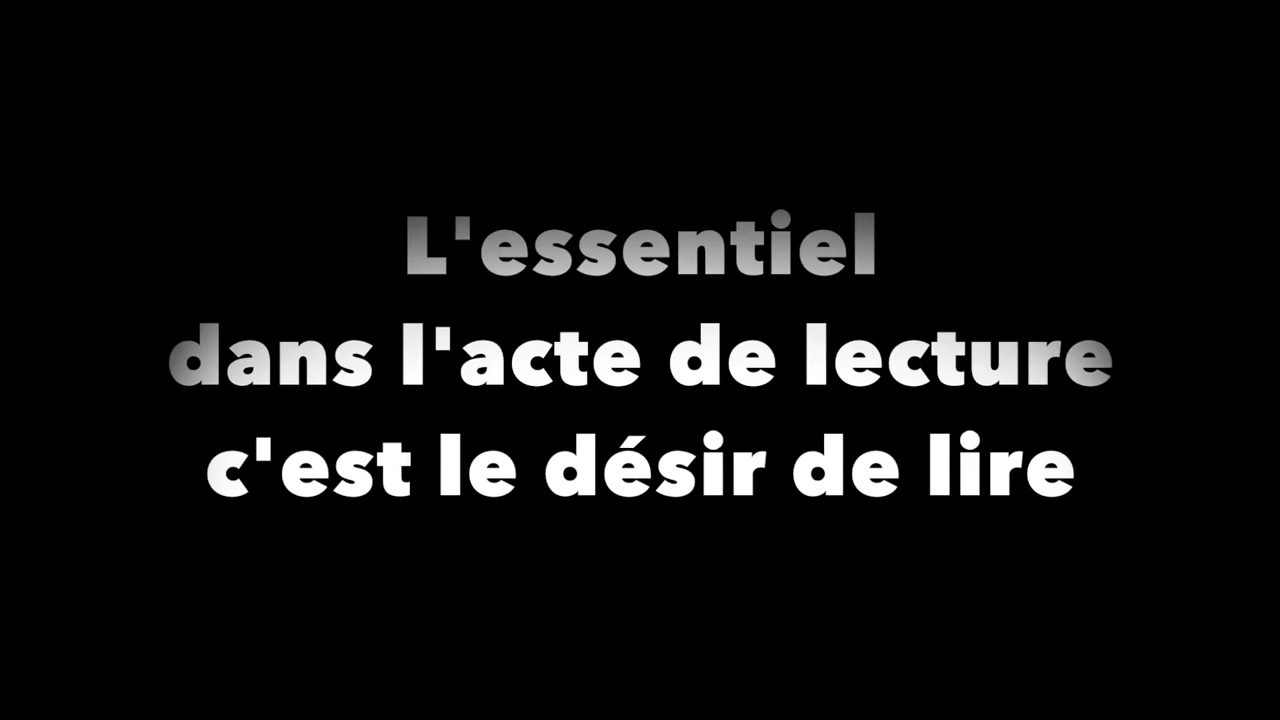 L'essentiel
dans l'acte de lecture
c'est le désir de lire